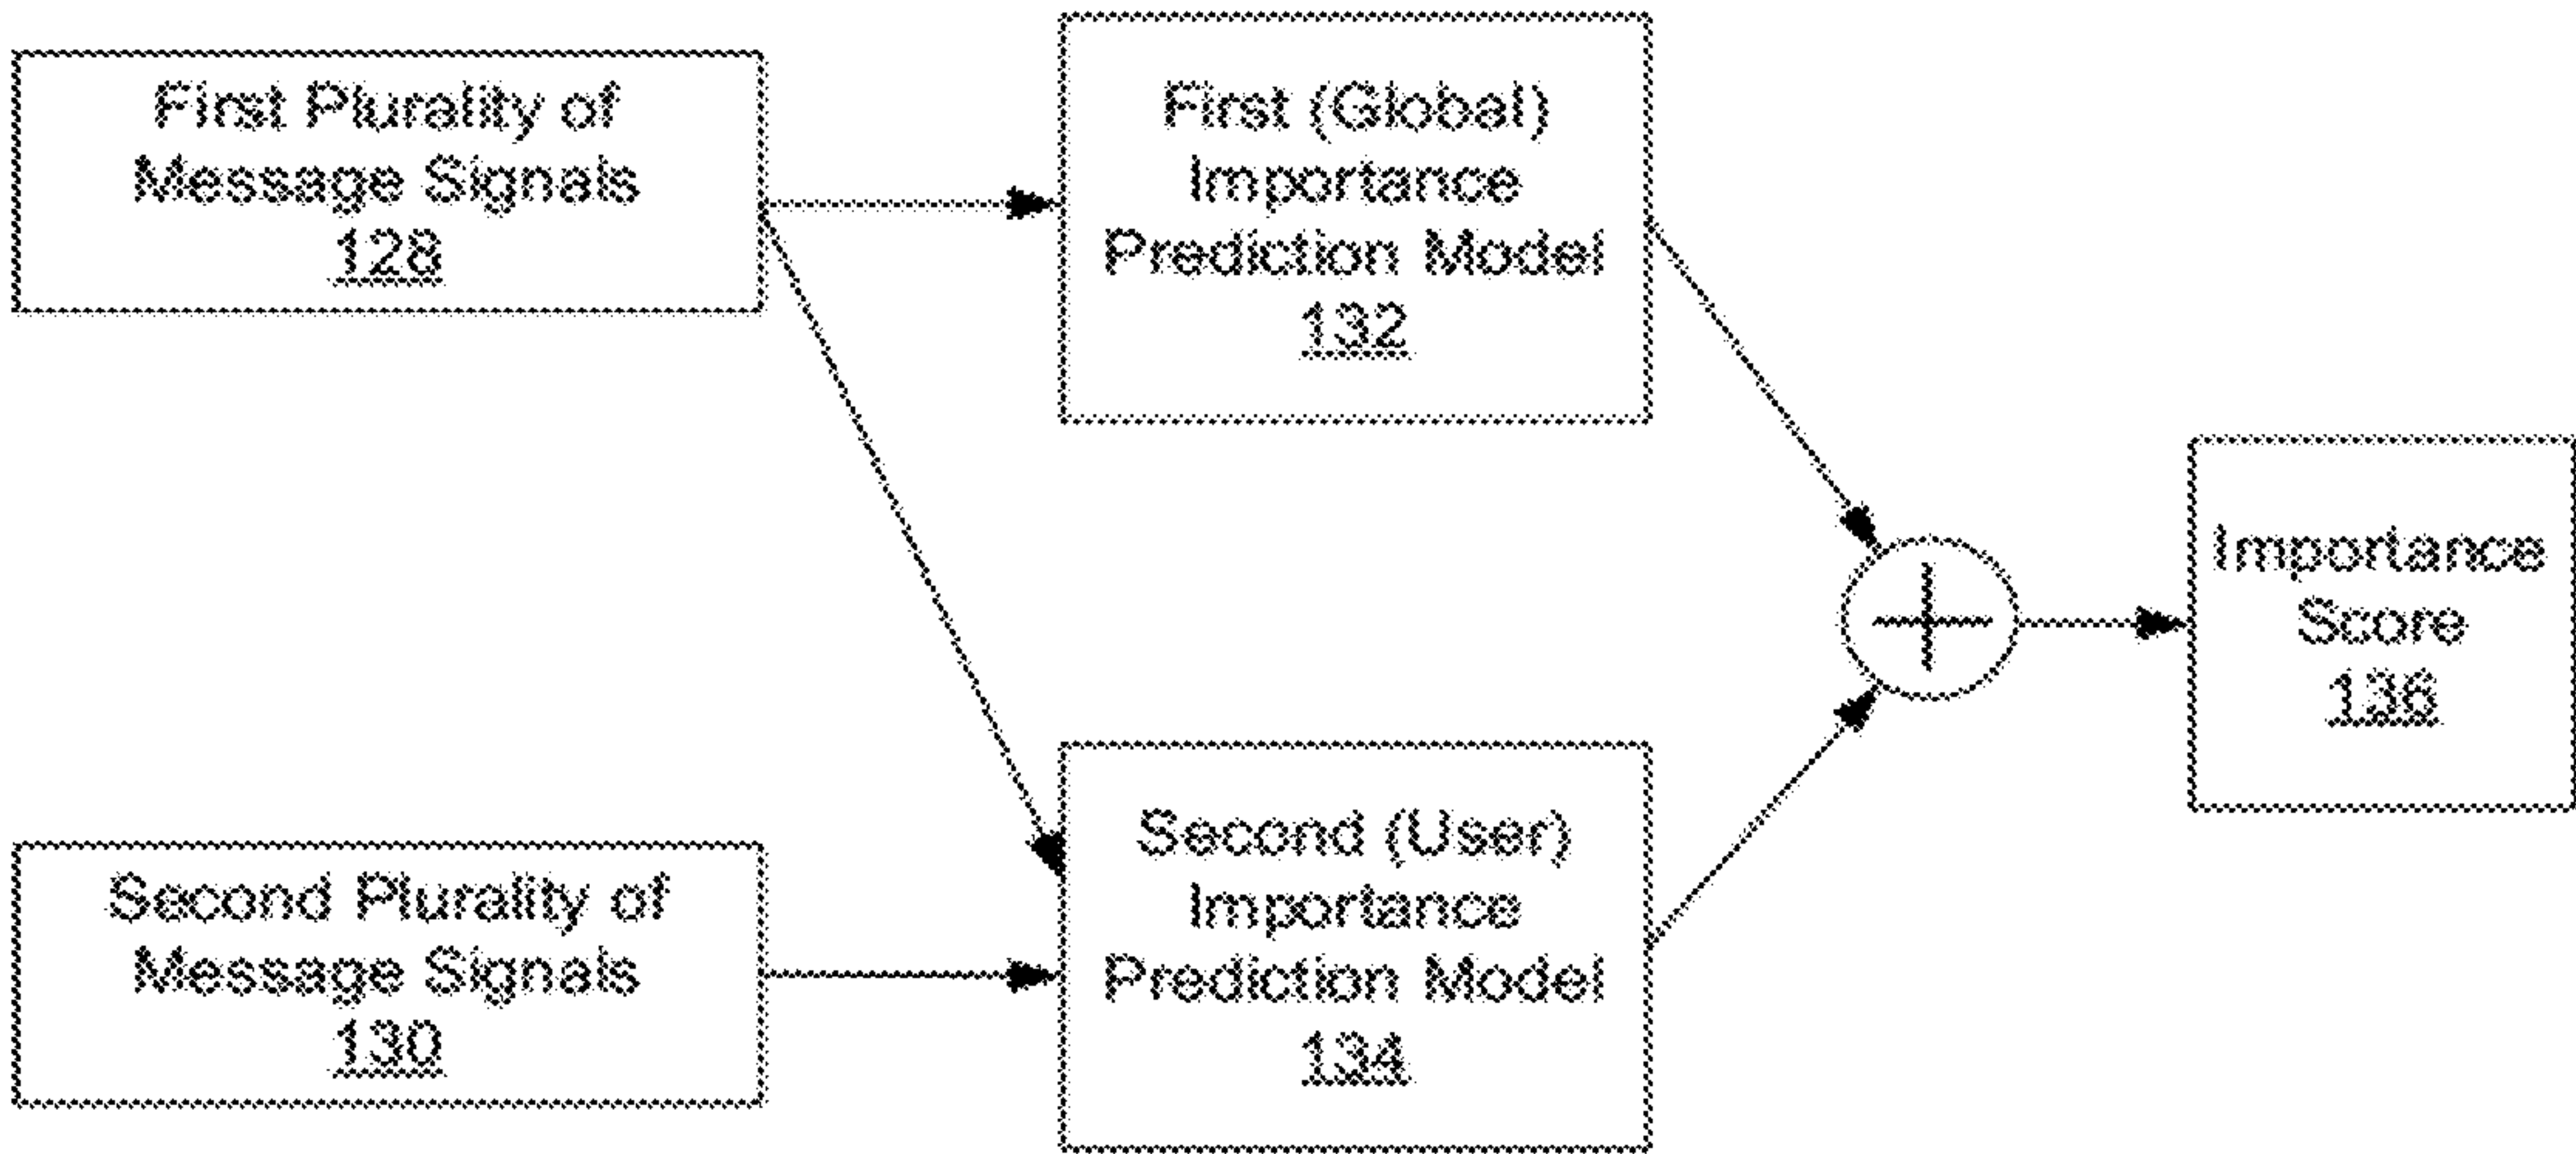 First Plurality of
Message Signals
128
First (Global)
Importance
Prediction Model
132
Importance
Score
136
Second Plurality of
Message Signals
130
Second (User)
Importance
Prediction Model
134